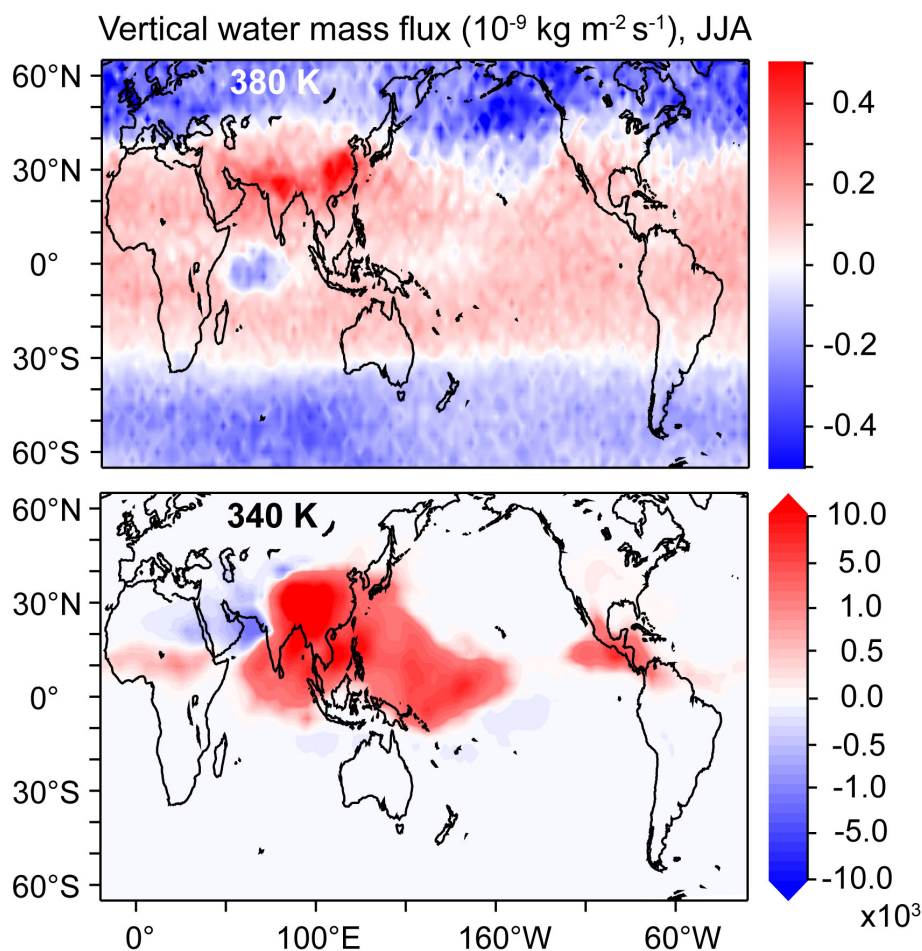 Vertical water mass flux (10⁻⁹ kg m⁻² s⁻¹), JJA
380 K
60°N
30°N
0°
30°S
60°S
0.4
0.2
0.0
-0.2
-0.4
340 K
60°N
30°N
0°
30°S
60°S
10.0
5.0
1.0
0.5
0.0
-0.5
-1.0
-5.0
-10.0
x10³
0° 100°E 160°W 60°W